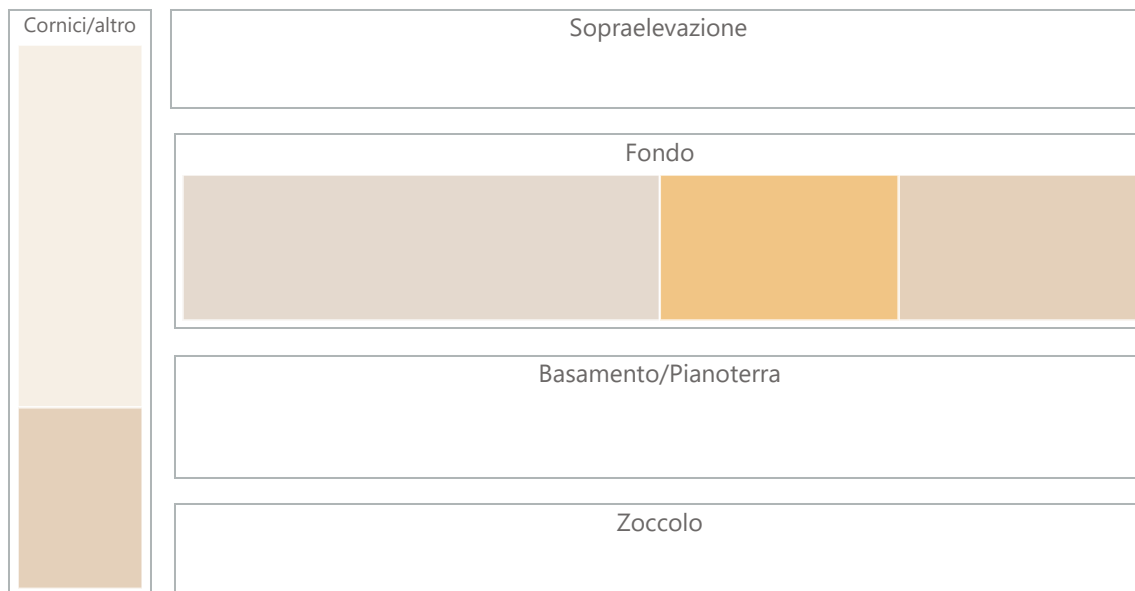 Cornici/altro
Sopraelevazione
Fondo
Basamento/Pianoterra
Zoccolo